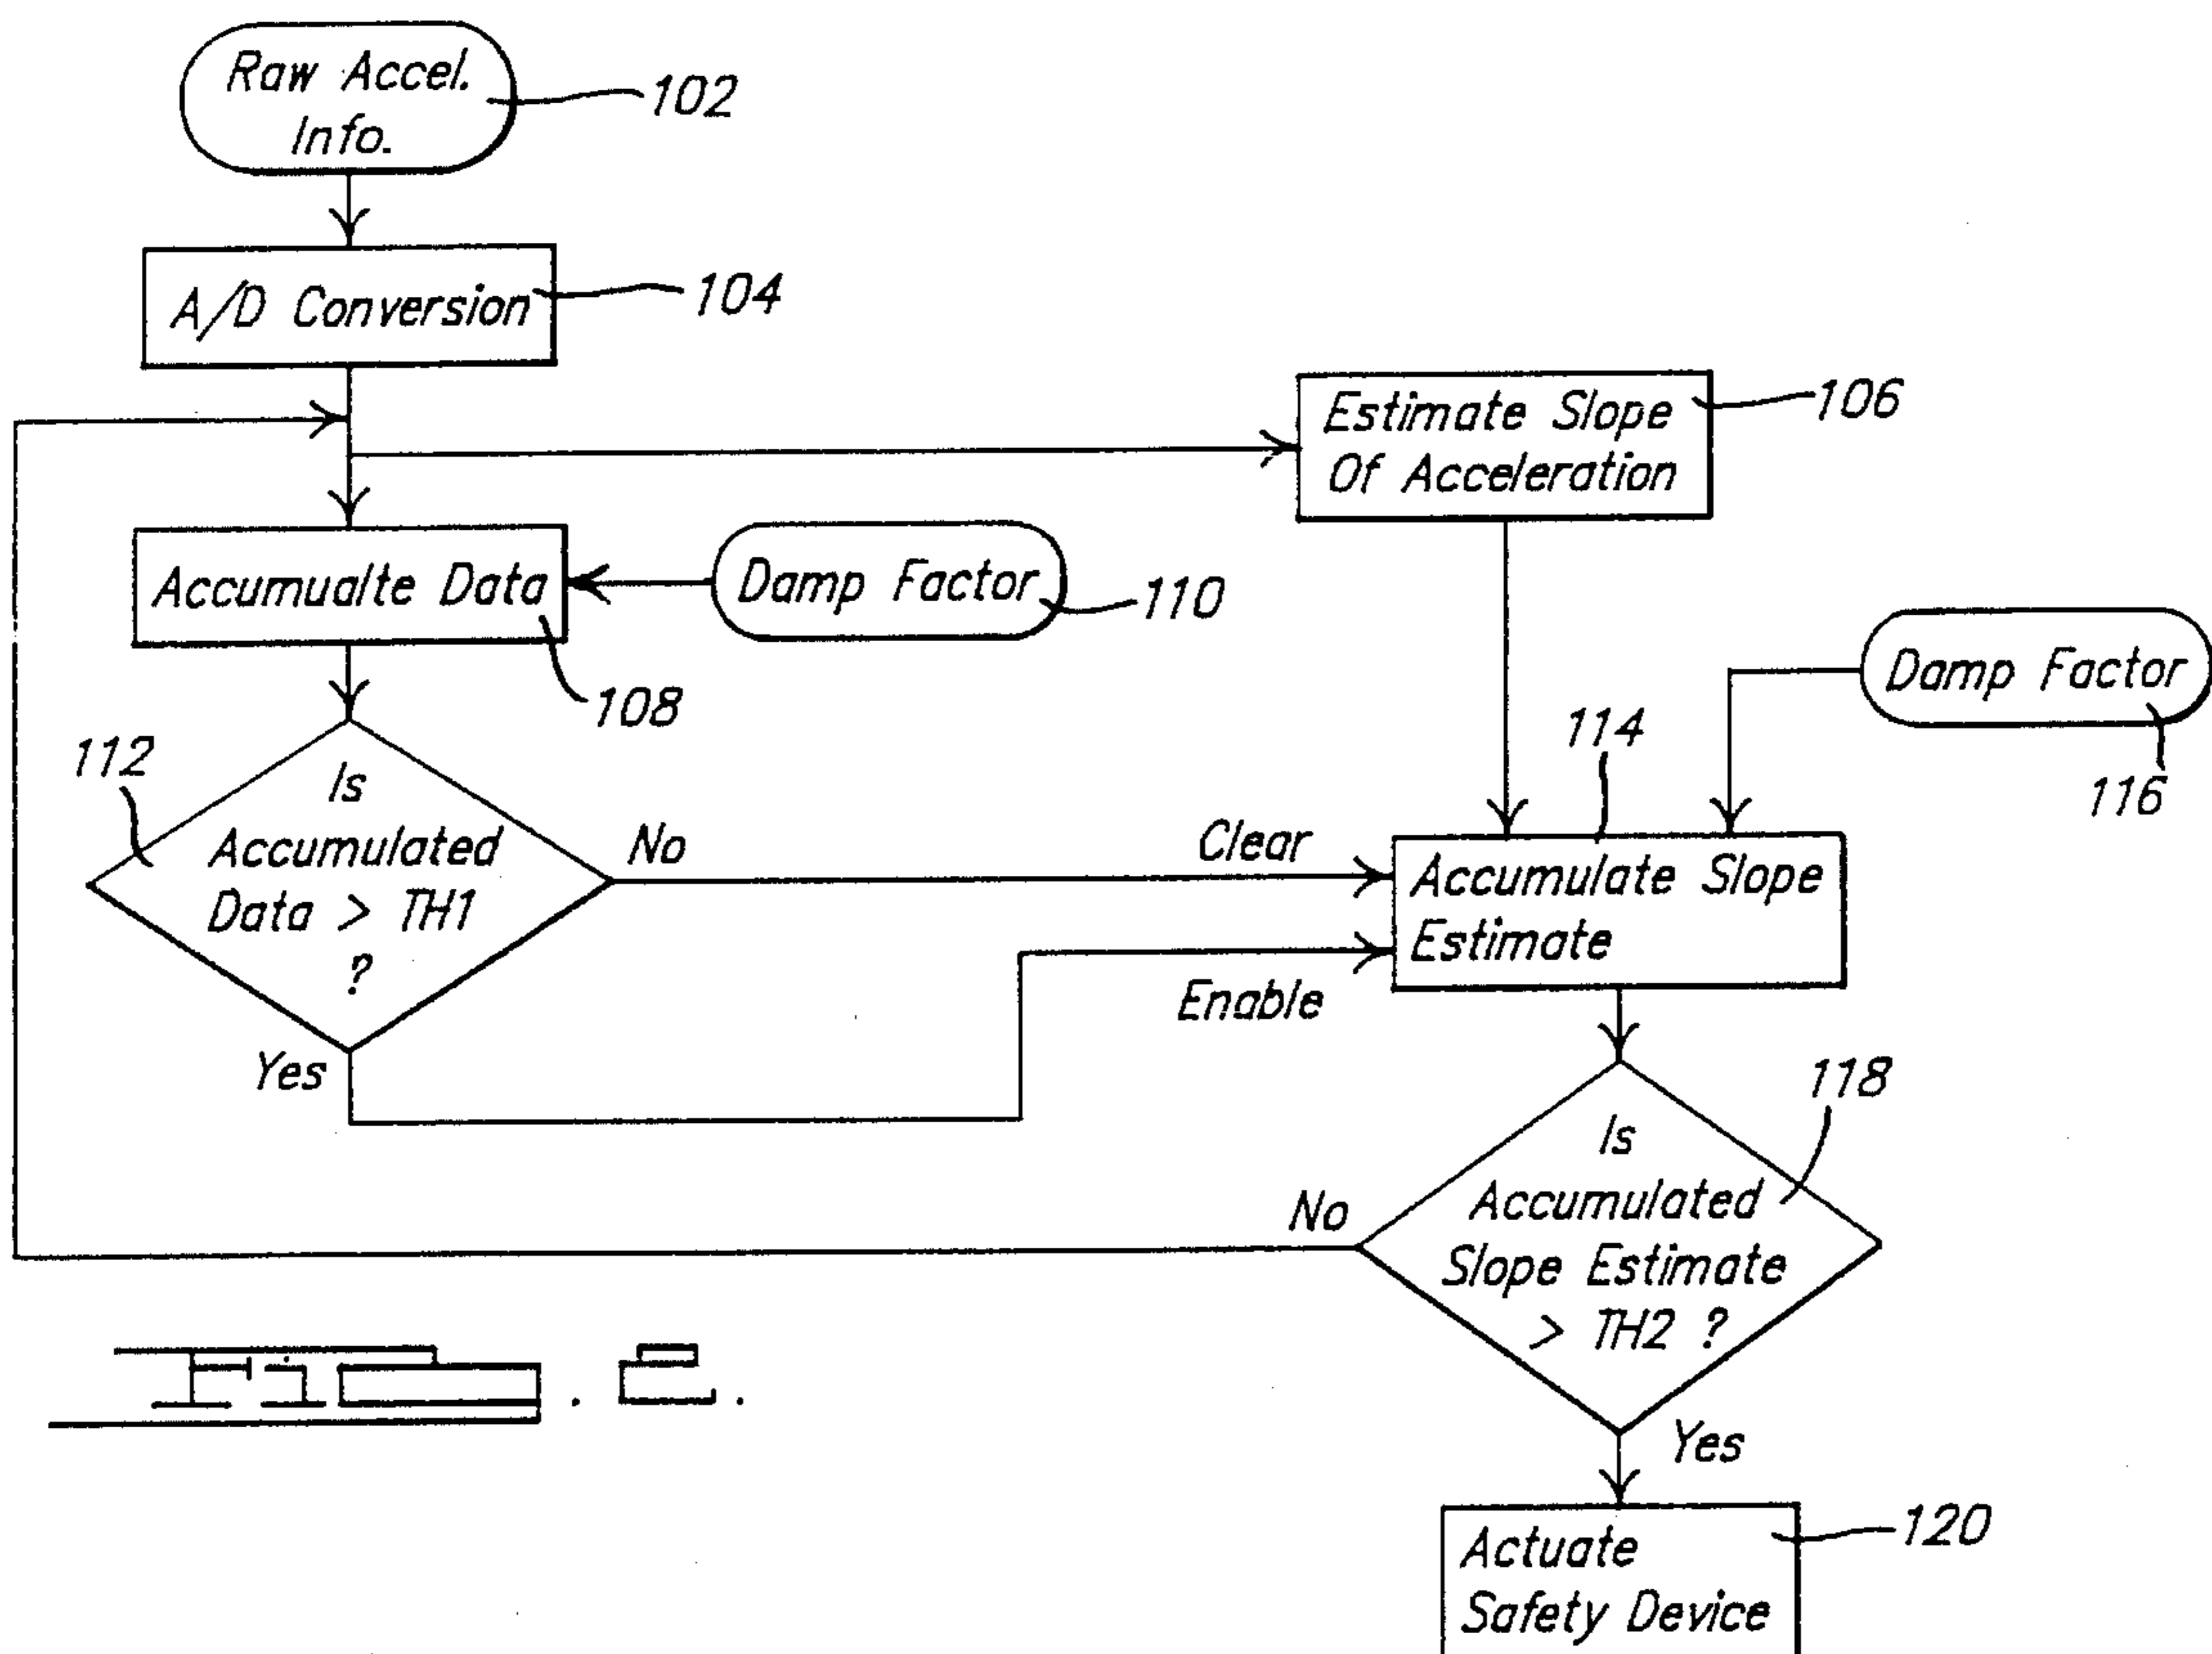 Raw Accel.
Info.
102
A/D Conversion
104
Estimate Slope
Of Acceleration
106
Accumualte Data
108
Damp Factor
110
Damp Factor
116
112
Is
Accumulated
Data > TH1
?
No
Yes
Clear
Enable
114
Accumulate Slope
Estimate
118
Is
Accumulated
Slope Estimate
> TH2 ?
No
Yes
Actuate
Safety Device
120